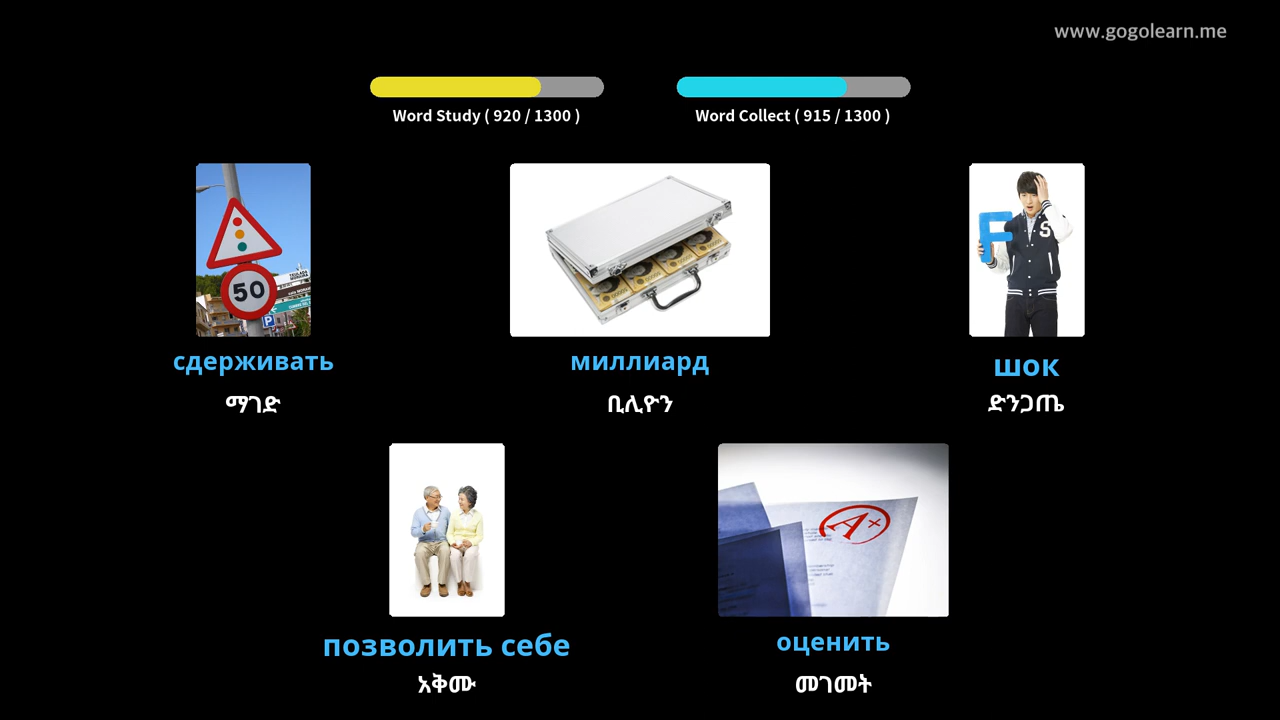 www.gogolearn.me
Word Study ( 920 / 1300 )
Word Collect ( 915 / 1300 )
50
P
F
S
сдерживать
миллиард
шок
ማገድ
ቢሊዮን
ድንጋጤ
A+
позволить себе
оценить
አቅሙ
መገመት